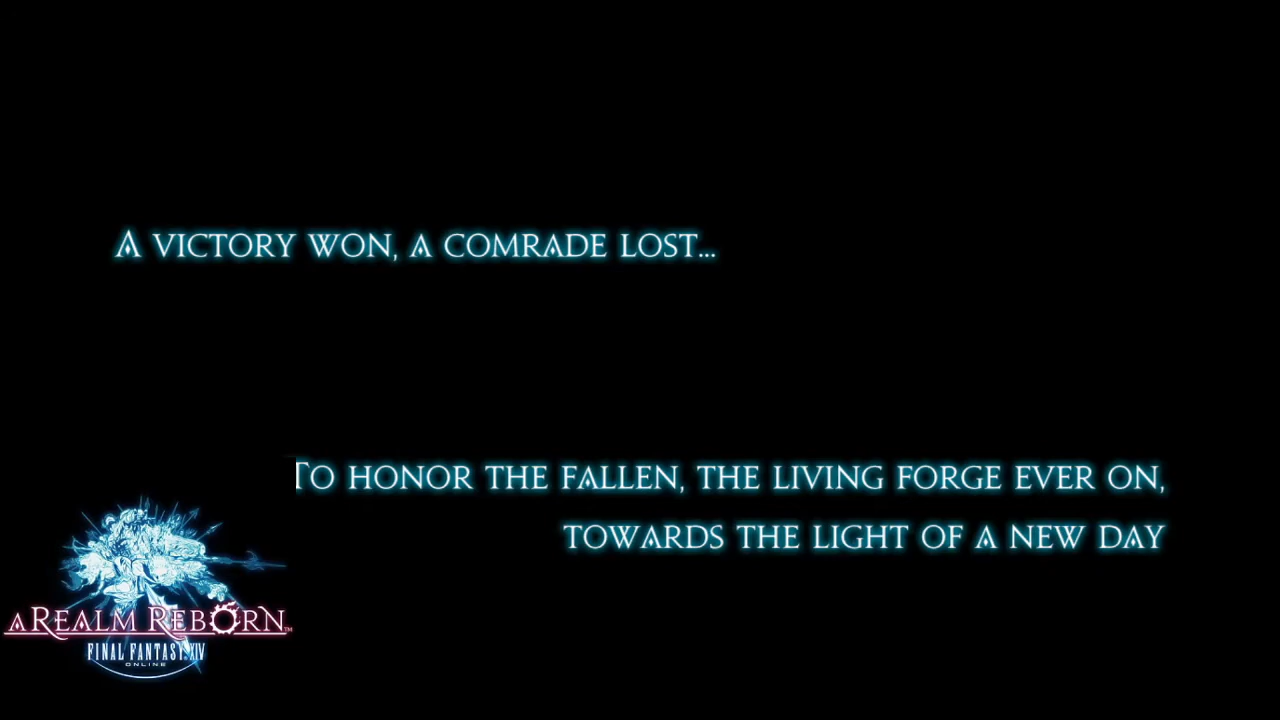 A VICTORY WON, A COMRADE LOST...
TO HONOR THE FALLEN, THE LIVING FORGE EVER ON,
TOWARDS THE LIGHT OF A NEW DAY
A REALM REBORN™
FINAL FANTASY XIV
ONLINE